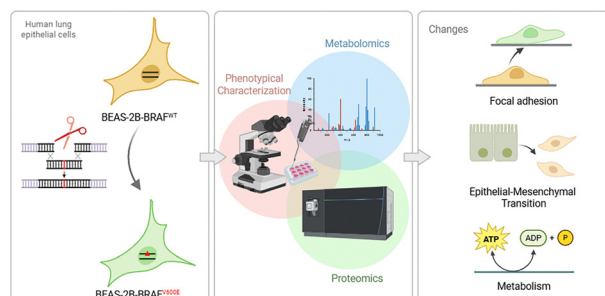 Human lung
epithelial cells
BEAS-2B-BRAFWT
BEAS-2B-BRAFV600E
Metabolomics
Phenotypical
Characterization
Proteomics
Changes
Focal adhesion
Epithelial-Mesenchymal
Transition
ATP
ADP + P
Metabolism